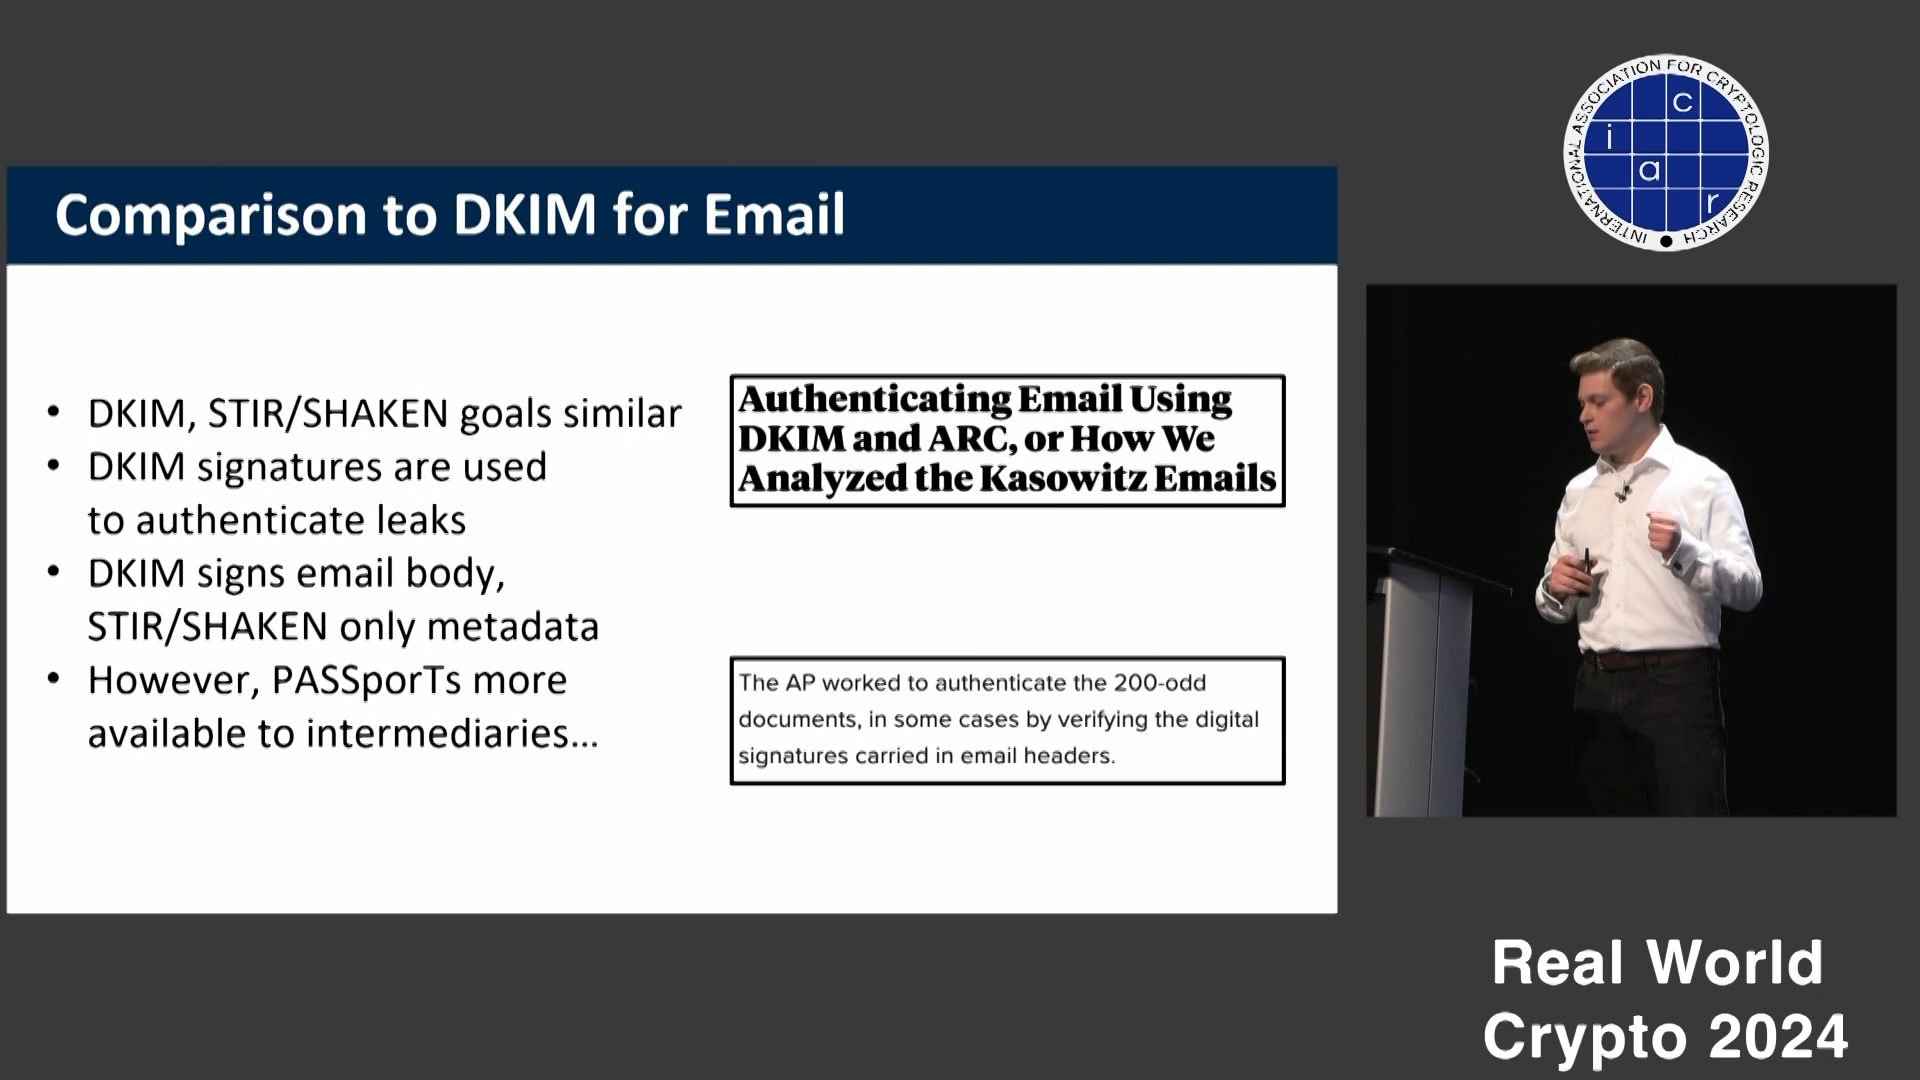 Comparison to DKIM for Email
• DKIM, STIR/SHAKEN goals similar
• DKIM signatures are used
to authenticate leaks
• DKIM signs email body,
STIR/SHAKEN only metadata
• However, PASSporTs more
available to intermediaries...
Authenticating Email Using
DKIM and ARC, or How We
Analyzed the Kasowitz Emails
The AP worked to authenticate the 200-odd
documents, in some cases by verifying the digital
signatures carried in email headers.
INTERNATIONAL ASSOCIATION FOR CRYPTOLOGIC RESEARCH
i a c r
Real World
Crypto 2024